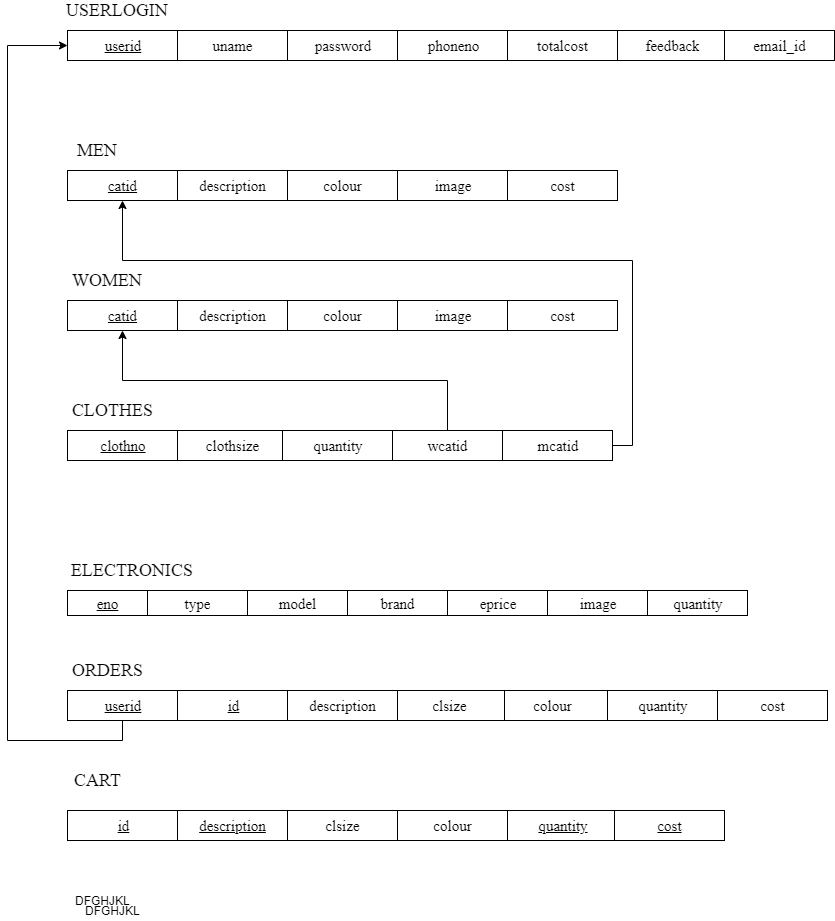 USERLOGIN
userid uname password phoneno totalcost feedback email_id
MEN
catid description colour image cost
WOMEN
catid description colour image cost
CLOTHES
clothno clothsize quantity wcatid mcatid
ELECTRONICS
eno type model brand eprice image quantity
ORDERS
userid id description clsize colour quantity cost
CART
id description clsize colour quantity cost
DFGHJKL
DFGHJKL